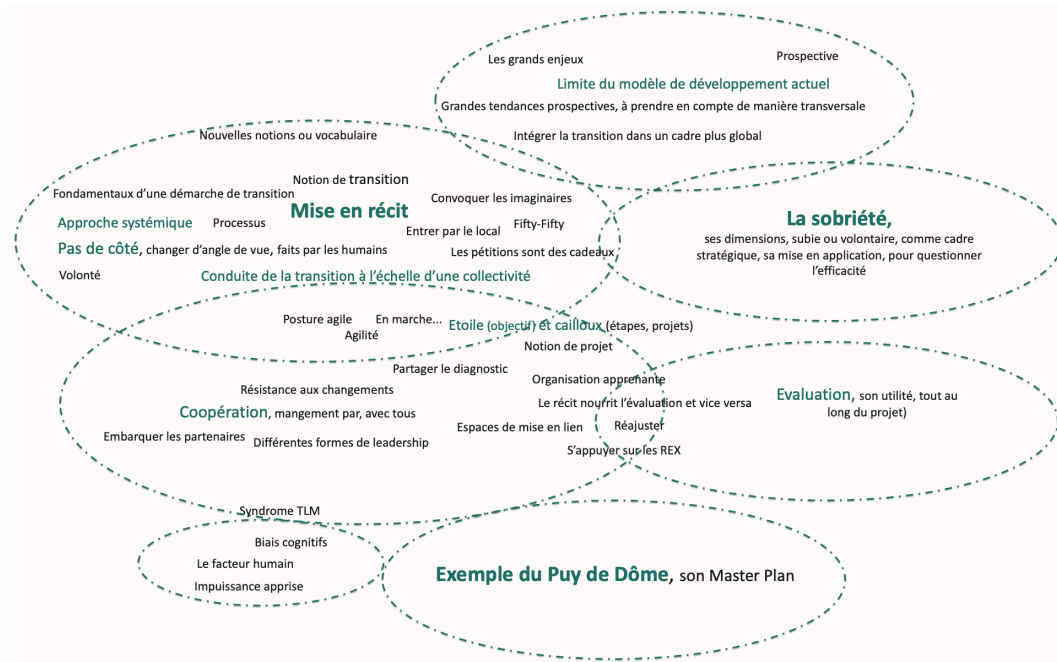 Les grands enjeux
Prospective
Limite du modèle de développement actuel
Grandes tendances prospectives, à prendre en compte de manière transversale
Intégrer la transition dans un cadre plus global
Nouvelles notions ou vocabulaire
Notion de transition
Fondamentaux d'une démarche de transition
Convoquer les imaginaires
Mise en récit
Approche systémique
Processus
Fifty-Fifty
Entrer par le local
Pas de côté, changer d'angle de vue, faits par les humains
Les pétitions sont des cadeaux
Volonté
Conduite de la transition à l'échelle d'une collectivité
La sobriété,
ses dimensions, subie ou volontaire, comme cadre
stratégique, sa mise en application, pour questionner
l'efficacité
Posture agile
En marche...
Agilité
Etoile (objectif) et cailloux (étapes, projets)
Notion de projet
Partager le diagnostic
Organisation apprenante
Résistance aux changements
Le récit nourrit l'évaluation et vice versa
Coopération, mangement par, avec tous
Espaces de mise en lien
Réajuster
Embarquer les partenaires
Différentes formes de leadership
S'appuyer sur les REX
Evaluation, son utilité, tout au
long du projet)
Syndrome TLM
Biais cognitifs
Le facteur humain
Impuissance apprise
Exemple du Puy de Dôme, son Master Plan